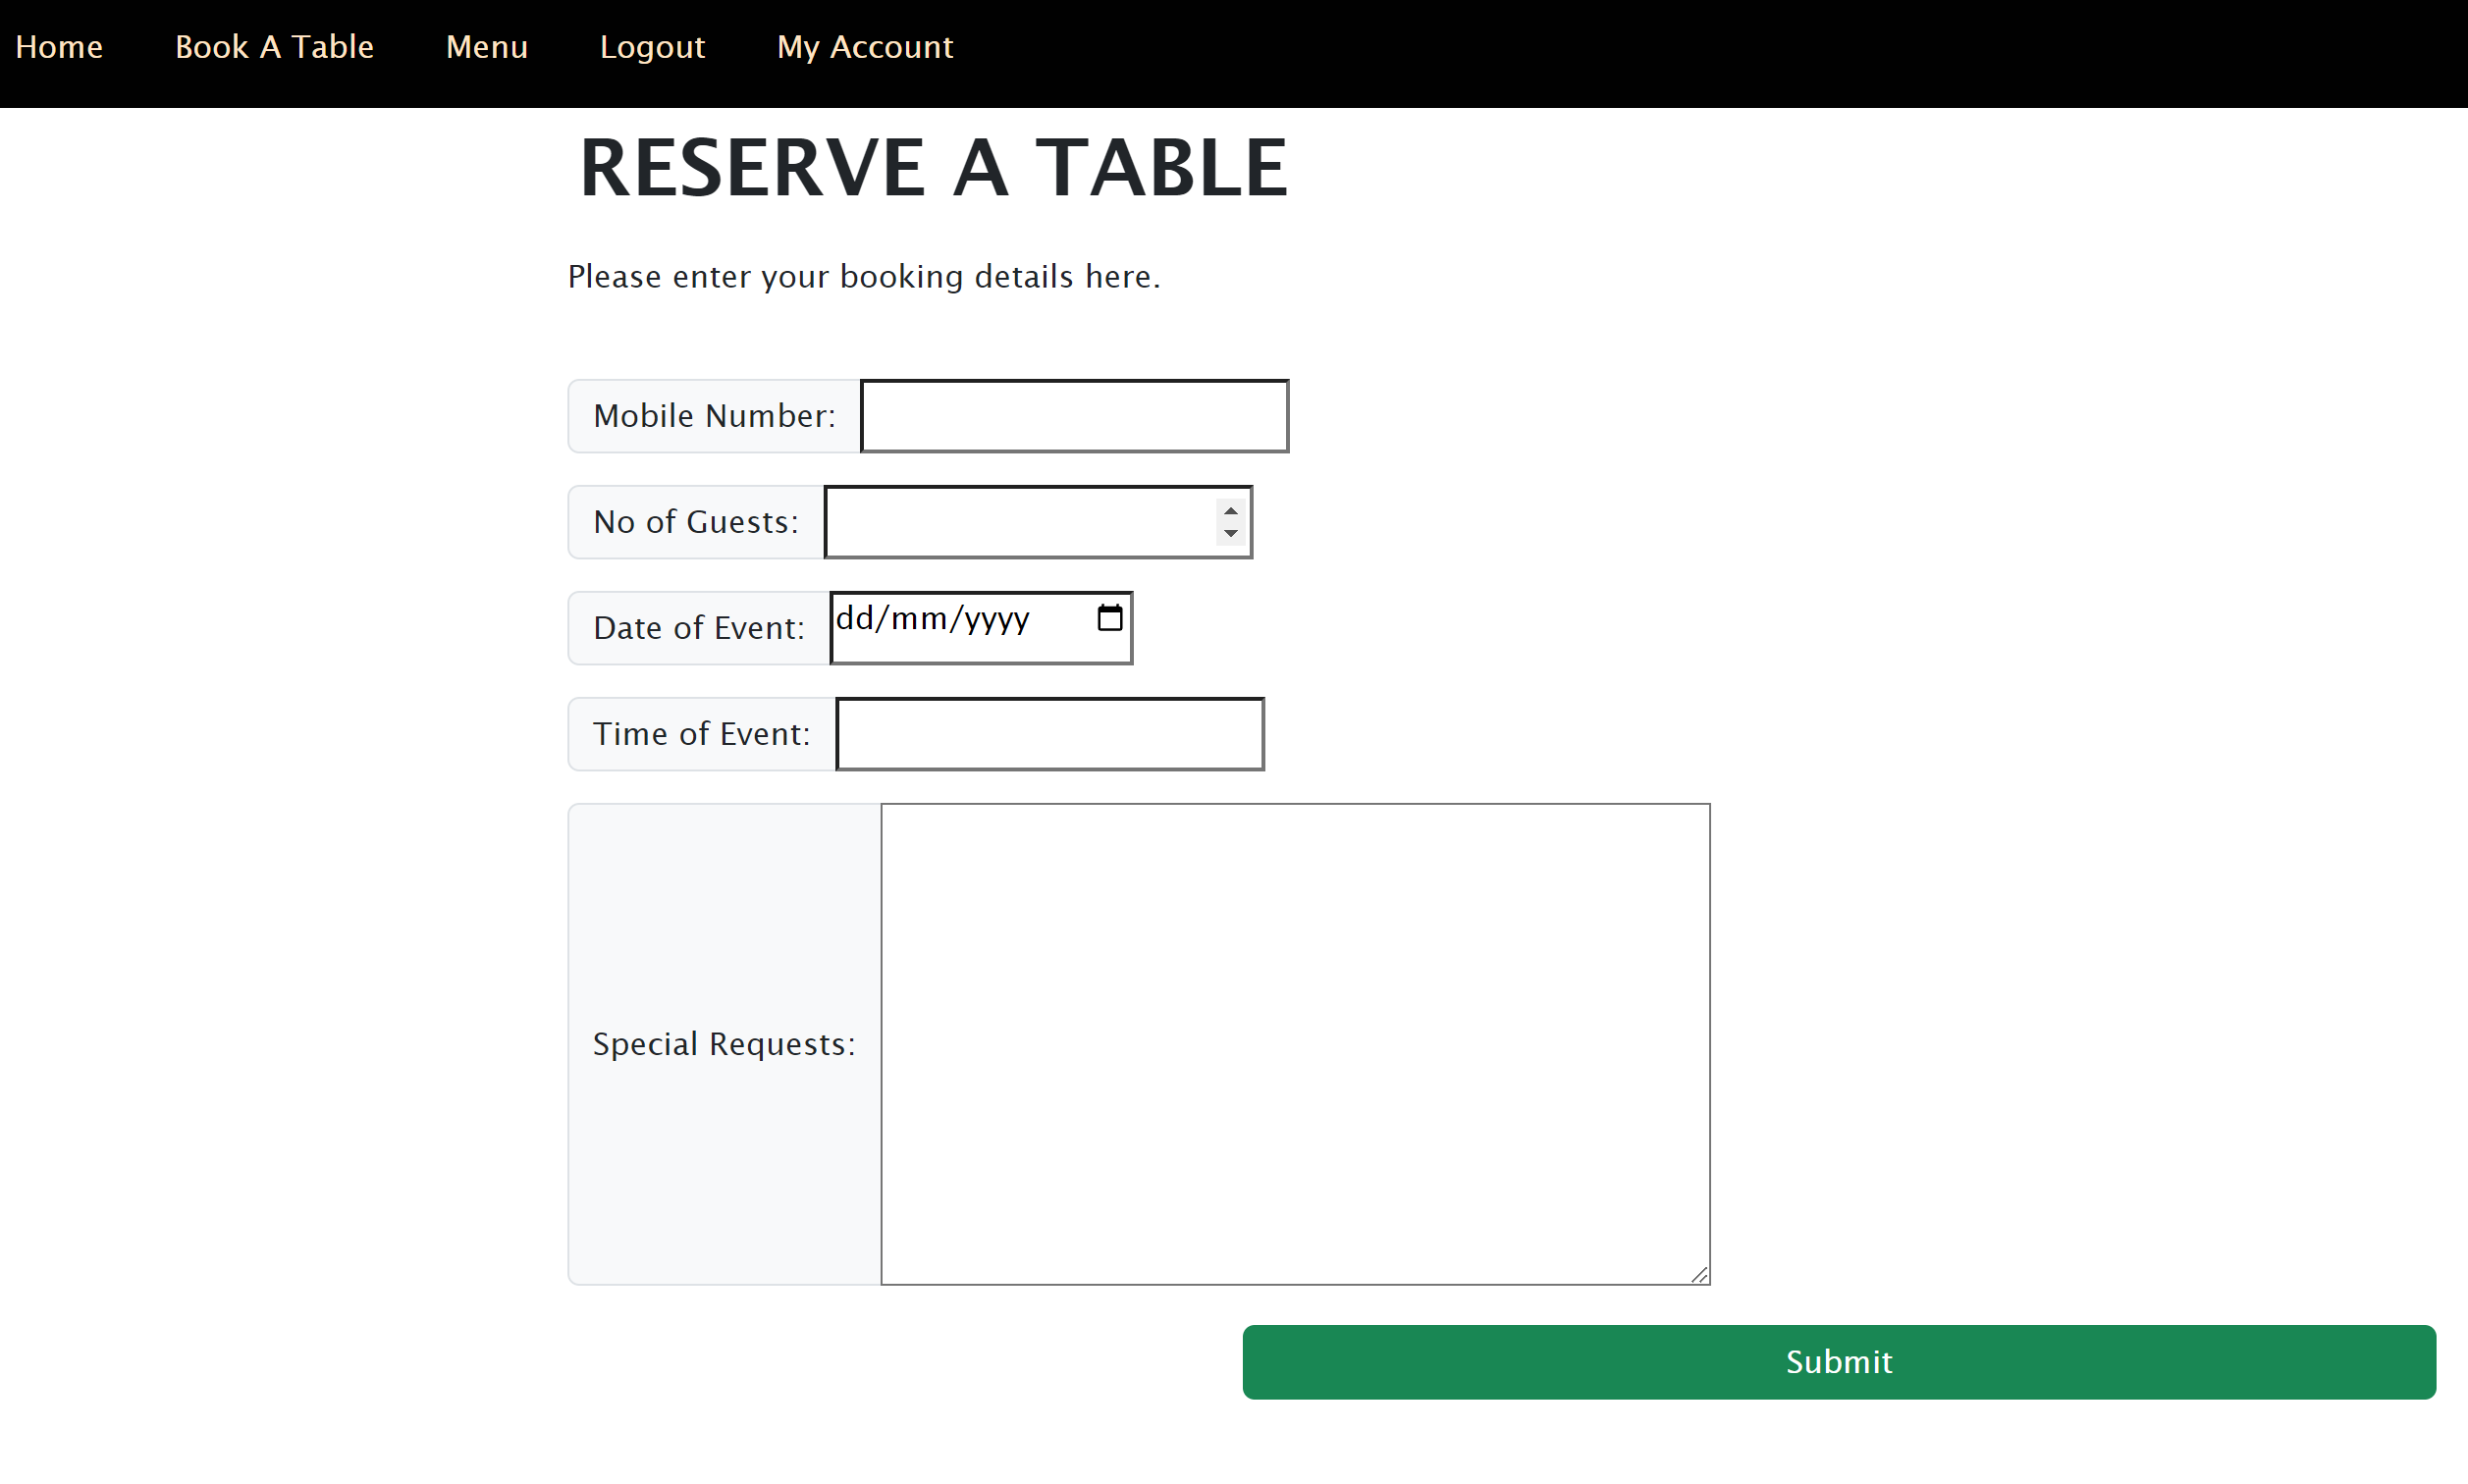 Home Book A Table Menu Logout My Account
RESERVE A TABLE
Please enter your booking details here.
Mobile Number:
No of Guests:
Date of Event: dd/mm/yyyy
Time of Event:
Special Requests:
Submit